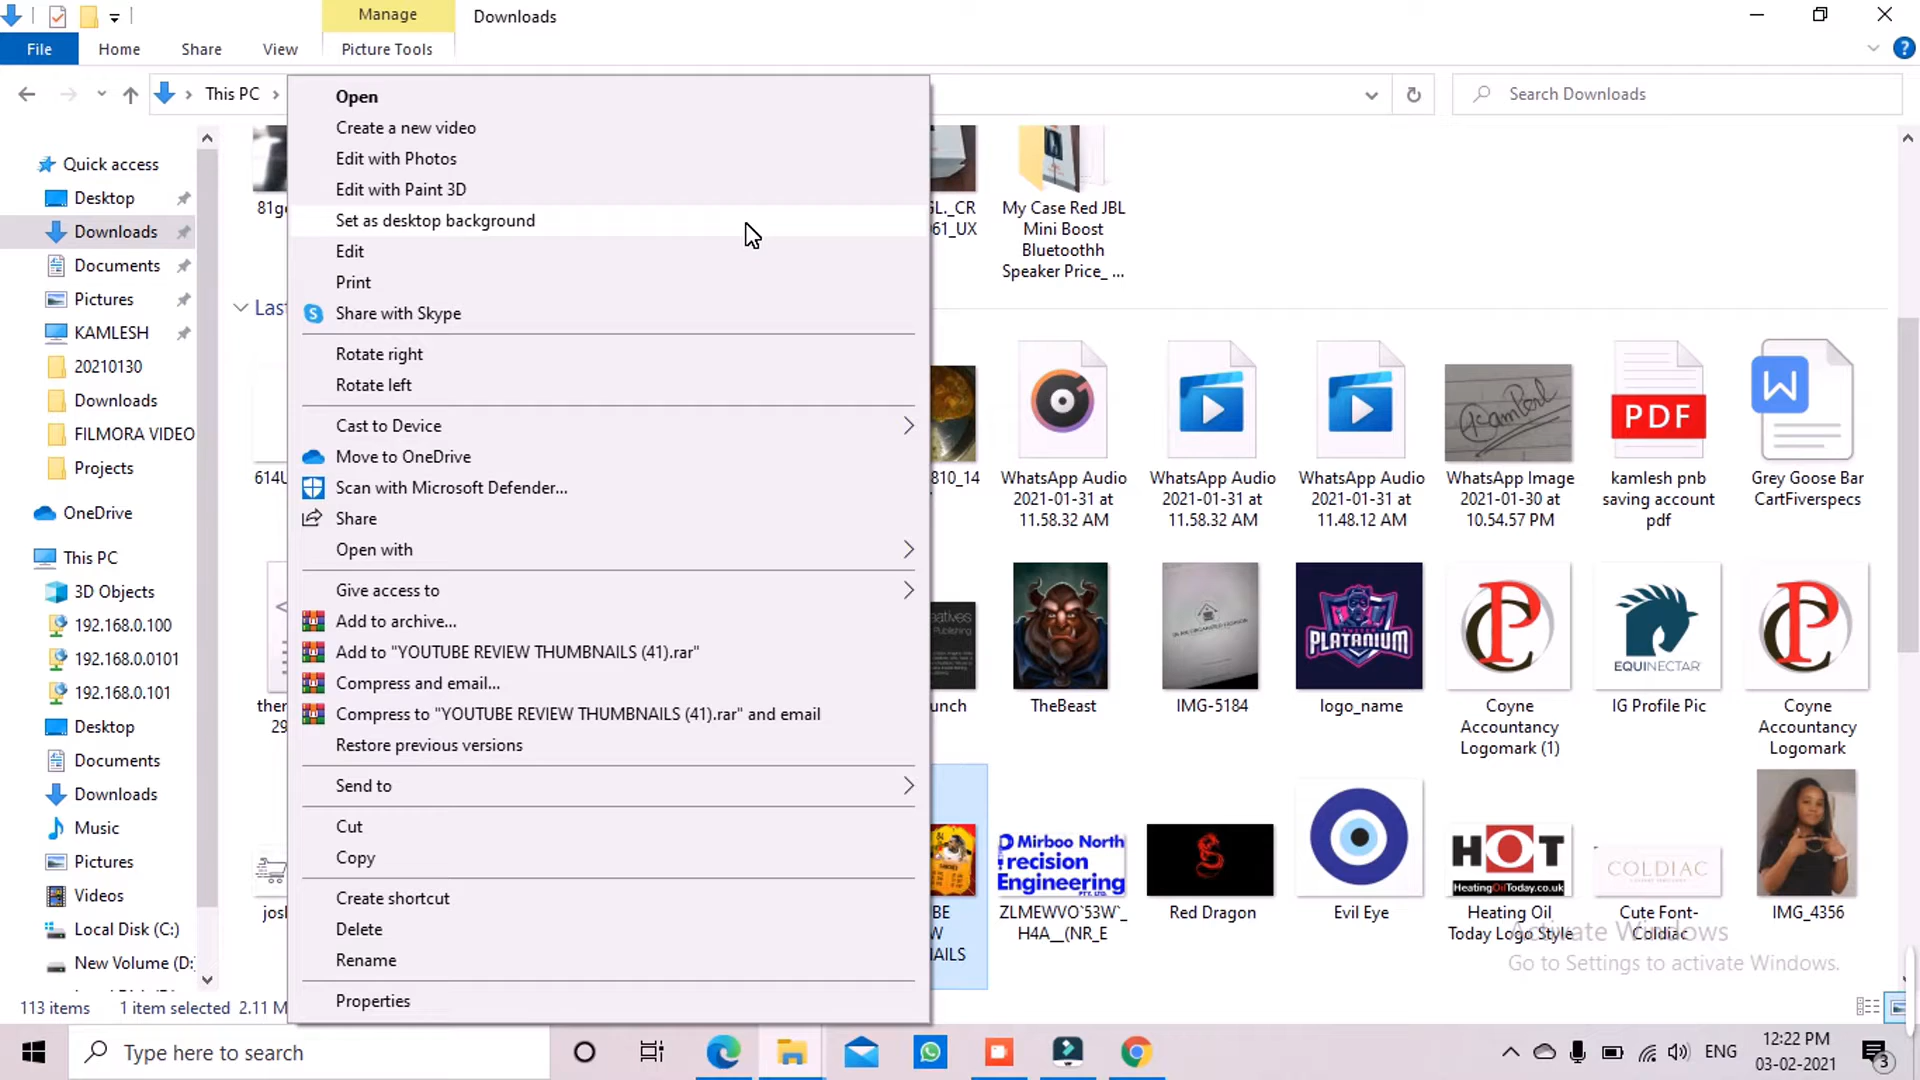 Manage
Downloads
File
Home
Share
View
Picture Tools
This PC
Search Downloads
Open
Create a new video
Edit with Photos
Edit with Paint 3D
Set as desktop background
Edit
Print
Share with Skype
Rotate right
Rotate left
Cast to Device
Move to OneDrive
Scan with Microsoft Defender...
Share
Open with
Give access to
Add to archive...
Add to "YOUTUBE REVIEW THUMBNAILS (41).rar"
Compress and email...
Compress to "YOUTUBE REVIEW THUMBNAILS (41).rar" and email
Restore previous versions
Send to
Cut
Copy
Create shortcut
Delete
Rename
Properties
Quick access
Desktop
Downloads
Documents
Pictures
KAMLESH
20210130
Downloads
FILMORA VIDEO
Projects
OneDrive
This PC
3D Objects
192.168.0.100
192.168.0.0101
192.168.0.101
Desktop
Documents
Downloads
Music
Pictures
Videos
Local Disk (C:)
New Volume (D:
My Case Red JBL
Mini Boost
Bluetoothh
Speaker Price_ ...
WhatsApp Audio
2021-01-31 at
11.58.32 AM
WhatsApp Audio
2021-01-31 at
11.58.32 AM
WhatsApp Audio
2021-01-31 at
11.48.12 AM
WhatsApp Image
2021-01-30 at
10.54.57 PM
PDF
kamlesh pnb
saving account
pdf
W
Grey Goose Bar
CartFiverspecs
TheBeast
IMG-5184
PLATANIUM
logo_name
Coyne
Accountancy
Logomark (1)
EQUINECTAR
IG Profile Pic
Coyne
Accountancy
Logomark
Mirboo North
recision
Engineering
ZLMEWVO`53W`_
H4A__(NR_E
Red Dragon
Evil Eye
HOT
HeatingOilToday.co.uk
Heating Oil
Today Logo Style
COLDIAC
Cute Font-
Coldiac
IMG_4356
Activate Windows
Go to Settings to activate Windows.
113 items
1 item selected
2.11 M
Type here to search
ENG
12:22 PM
03-02-2021
3